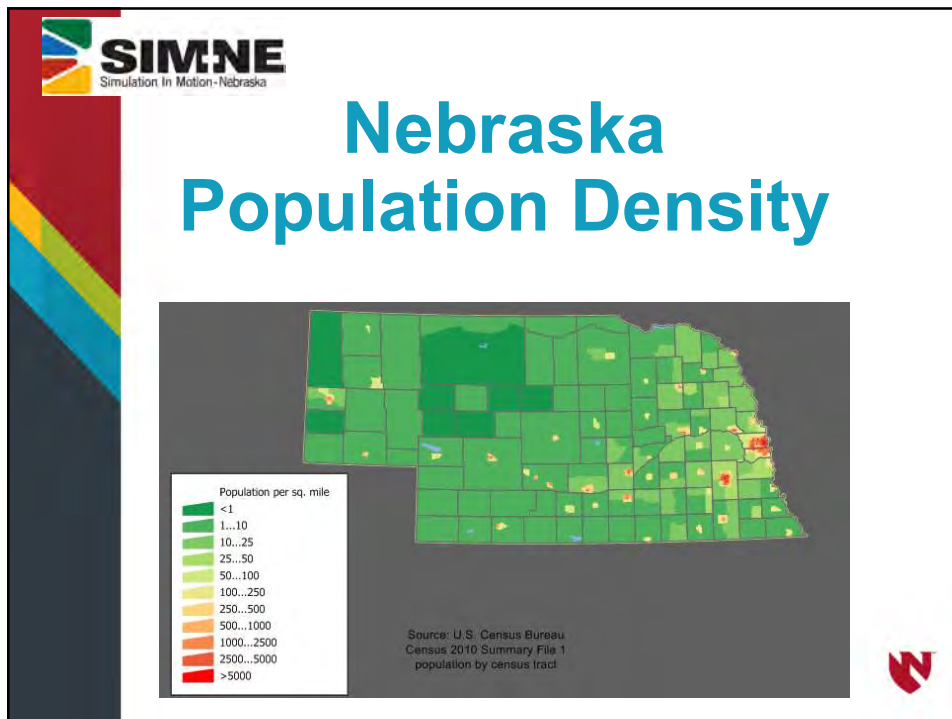 SIM-NE
Simulation In Motion-Nebraska
Nebraska
Population Density
Population per sq. mile
<1
1...10
10...25
25...50
50...100
100...250
250...500
500...1000
1000...2500
2500...5000
>5000
Source: U.S. Census Bureau
Census 2010 Summary File 1
population by census tract
N